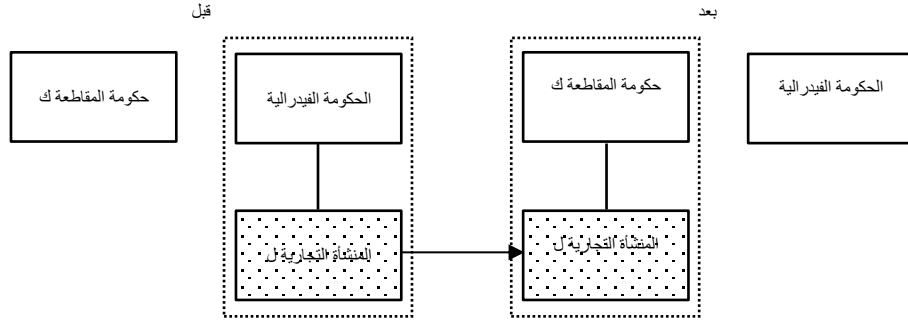 قبل
بعد
حكومة المقاطعة ك
الحكومة الفيدرالية
حكومة المقاطعة ك
الحكومة الفيدرالية
المنشأة التجارية ل
المنشأة التجارية ل